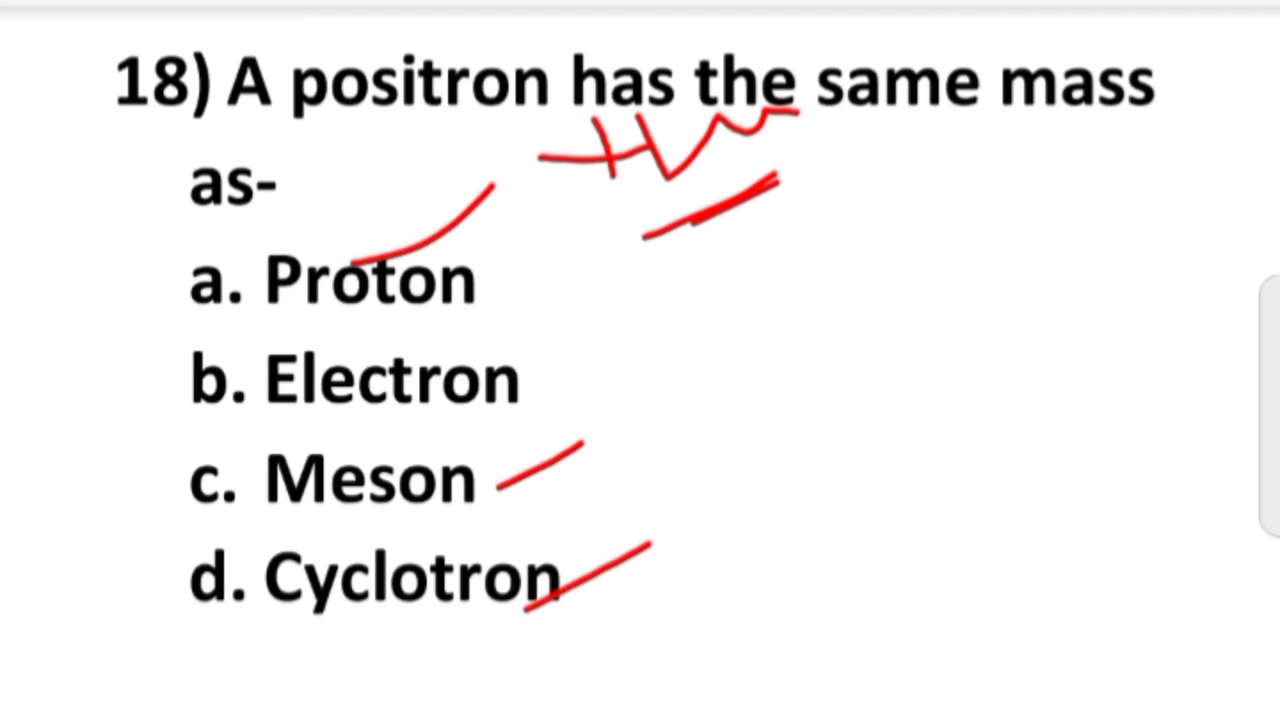 18) A positron has the same mass
as-
a. Proton
b. Electron
c. Meson
d. Cyclotron